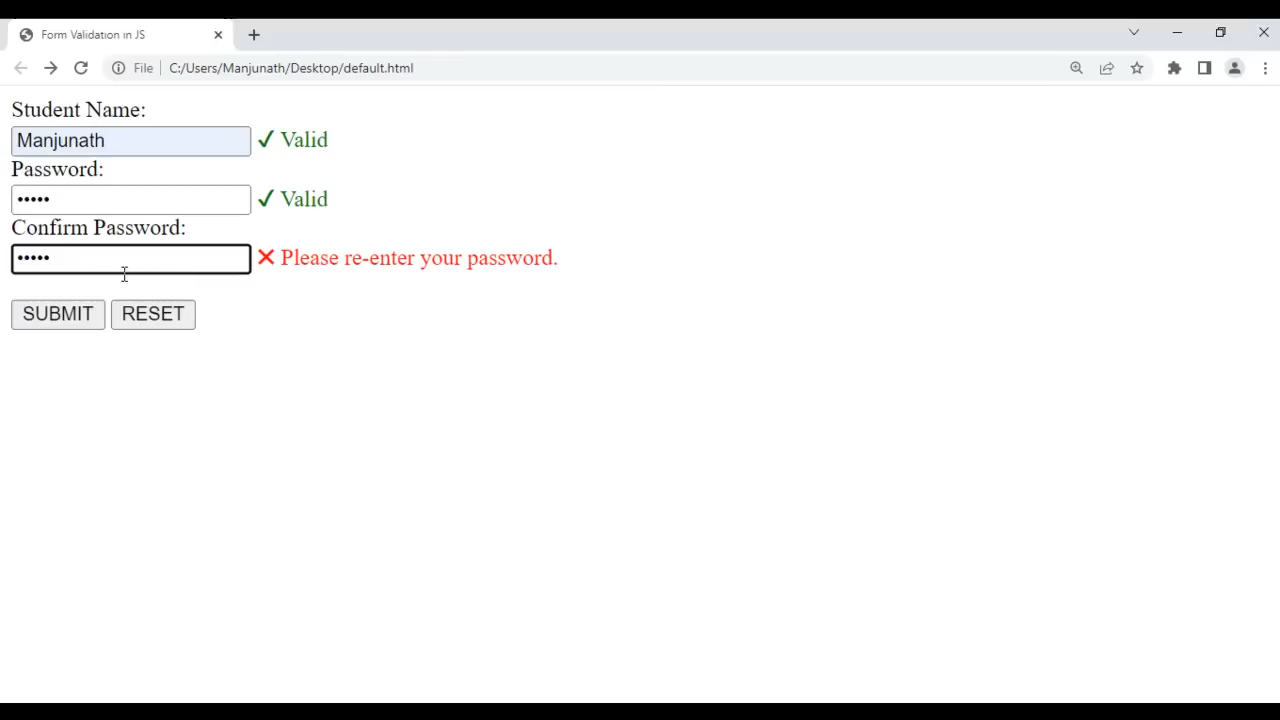 Form Validation in JS
File C:/Users/Manjunath/Desktop/default.html
Student Name:
Manjunath ✓ Valid
Password:
••••• ✓ Valid
Confirm Password:
••••• ✕ Please re-enter your password.
SUBMIT RESET